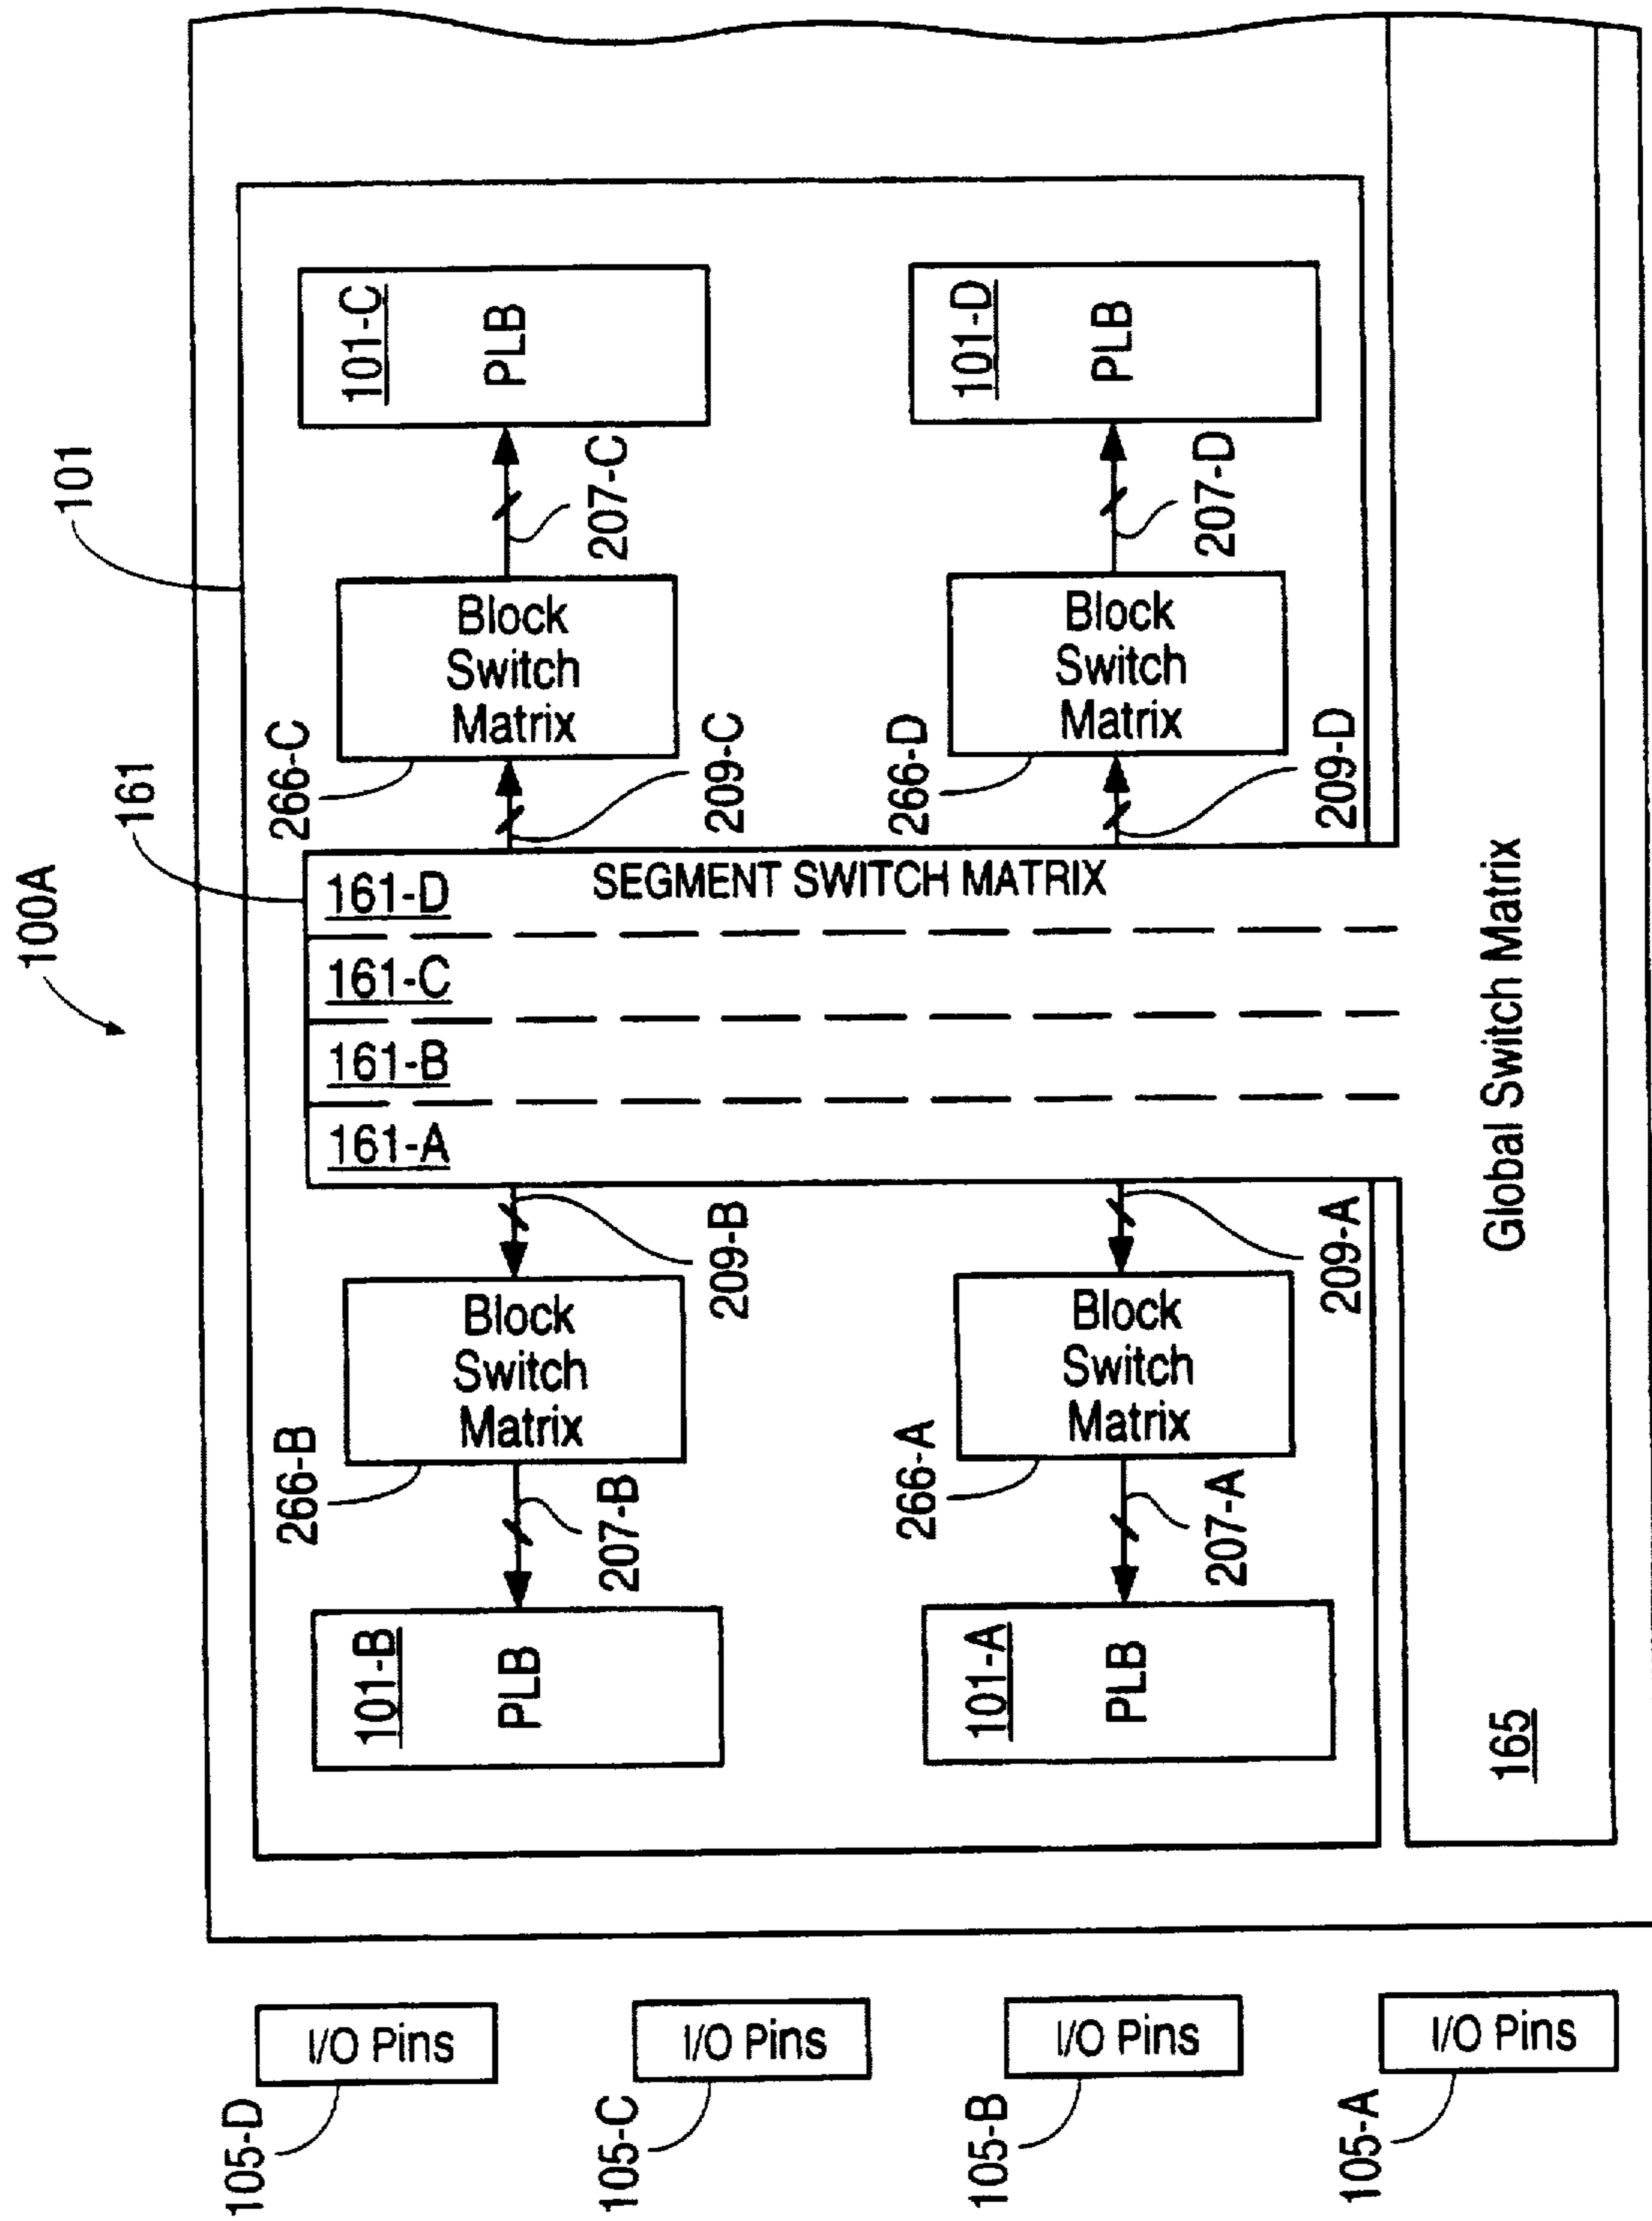 100A
161
101
105-D
I/O Pins
105-C
I/O Pins
105-B
I/O Pins
105-A
I/O Pins
101-B
PLB
207-B
266-B
Block
Switch
Matrix
209-B
161-A
161-B
161-C
161-D
SEGMENT SWITCH MATRIX
209-C
266-C
Block
Switch
Matrix
207-C
101-C
PLB
101-A
PLB
207-A
266-A
Block
Switch
Matrix
209-A
209-D
266-D
Block
Switch
Matrix
207-D
101-D
PLB
165
Global Switch Matrix